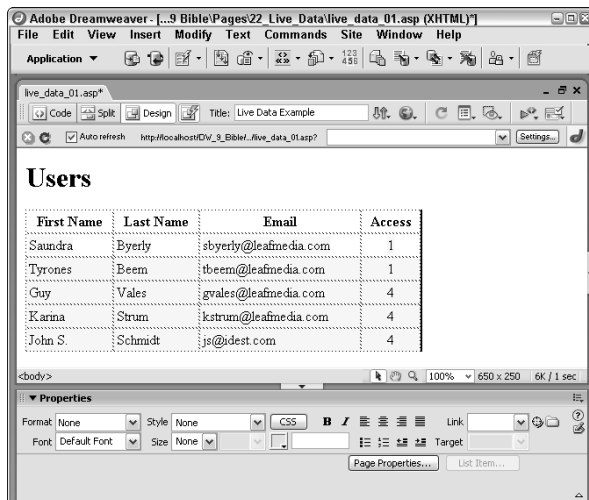 Adobe Dreamweaver - [...9 Bible\Pages\22_Live_Data\live_data_01.asp (XHTML)*]
File Edit View Insert Modify Text Commands Site Window Help
Application
live_data_01.asp*
Code Split Design Title: Live Data Example
Auto refresh http://localhost/DW_9_Bible/.../live_data_01asp? Settings...
Users
First Name Last Name Email Access
Saundra Byerly sbyerly@leafmedia.com 1
Tyrones Beem tbeem@leafmedia.com 1
Guy Vales gvales@leafmedia.com 4
Karina Strum kstrum@leafmedia.com 4
John S. Schmidt js@idest.com 4
<body> 100% 650 x 250 6K / 1 sec
Properties
Format None Style None CSS B I Link
Font Default Font Size None Target
Page Properties... List Item...